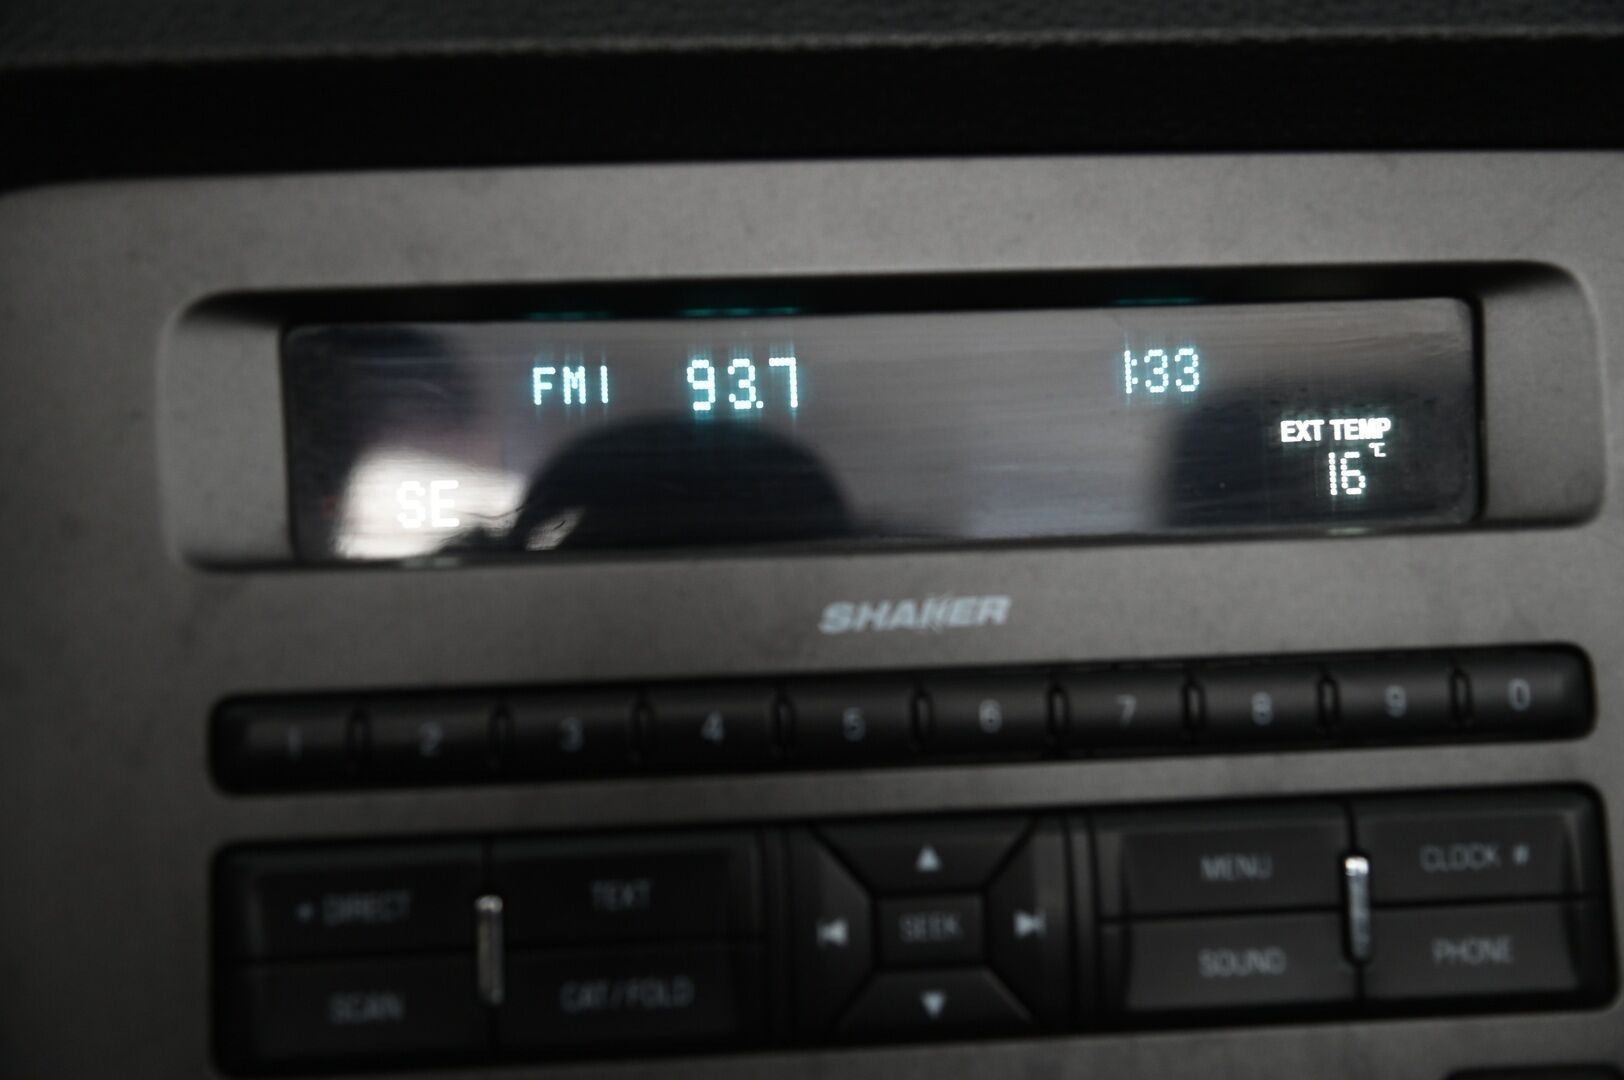 FM1 93.7 1:33
EXT TEMP
16°C
SE
SHAKER
1 2 3 4 5 6 7 8 9 0
DIRECT TEXT MENU CLOCK #
SEEK
SCAN CAT/FOLD SOUND PHONE